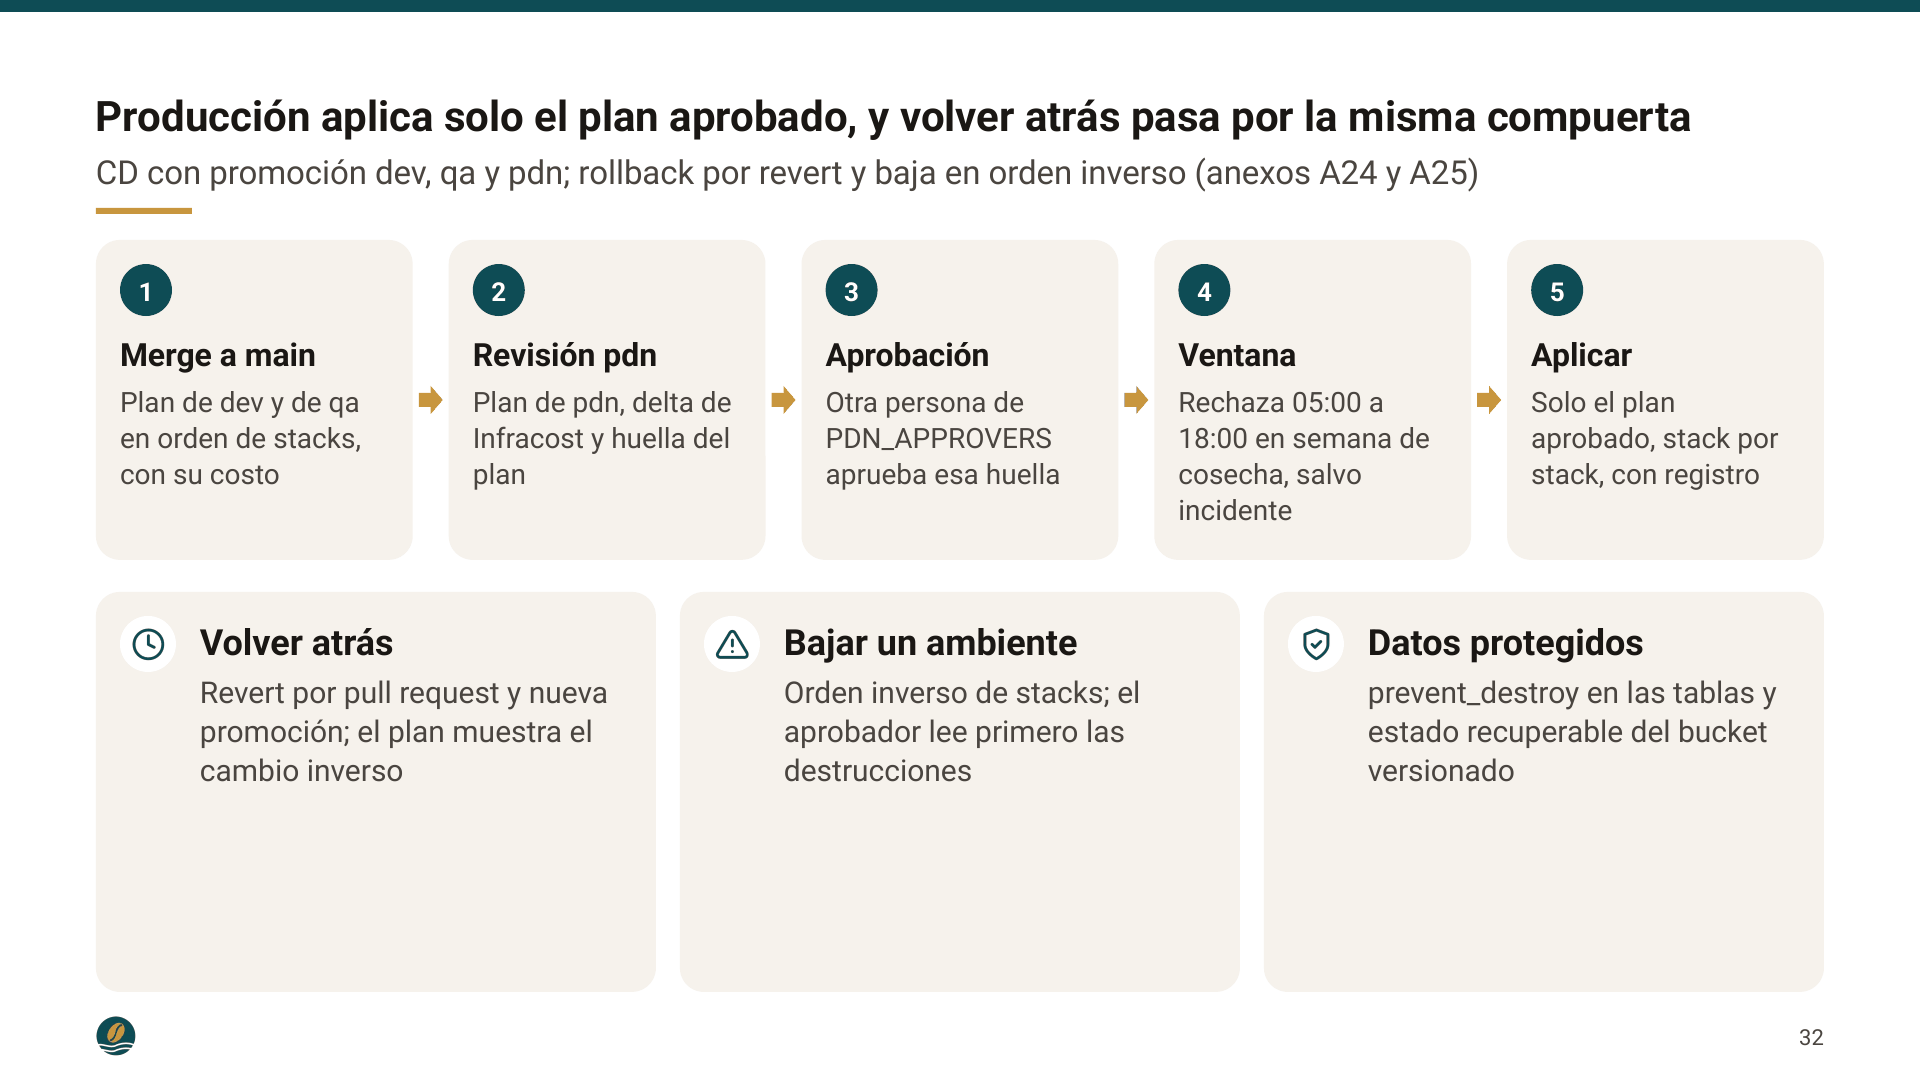 Producción aplica solo el plan aprobado, y volver atrás pasa por la misma compuerta
CD con promoción dev, qa y pdn; rollback por revert y baja en orden inverso (anexos A24 y A25)
1
Merge a main
Plan de dev y de qa
en orden de stacks,
con su costo
2
Revisión pdn
Plan de pdn, delta de
Infracost y huella del
plan
3
Aprobación
Otra persona de
PDN_APPROVERS
aprueba esa huella
4
Ventana
Rechaza 05:00 a
18:00 en semana de
cosecha, salvo
incidente
5
Aplicar
Solo el plan
aprobado, stack por
stack, con registro
Volver atrás
Revert por pull request y nueva
promoción; el plan muestra el
cambio inverso
Bajar un ambiente
Orden inverso de stacks; el
aprobador lee primero las
destrucciones
Datos protegidos
prevent_destroy en las tablas y
estado recuperable del bucket
versionado
32